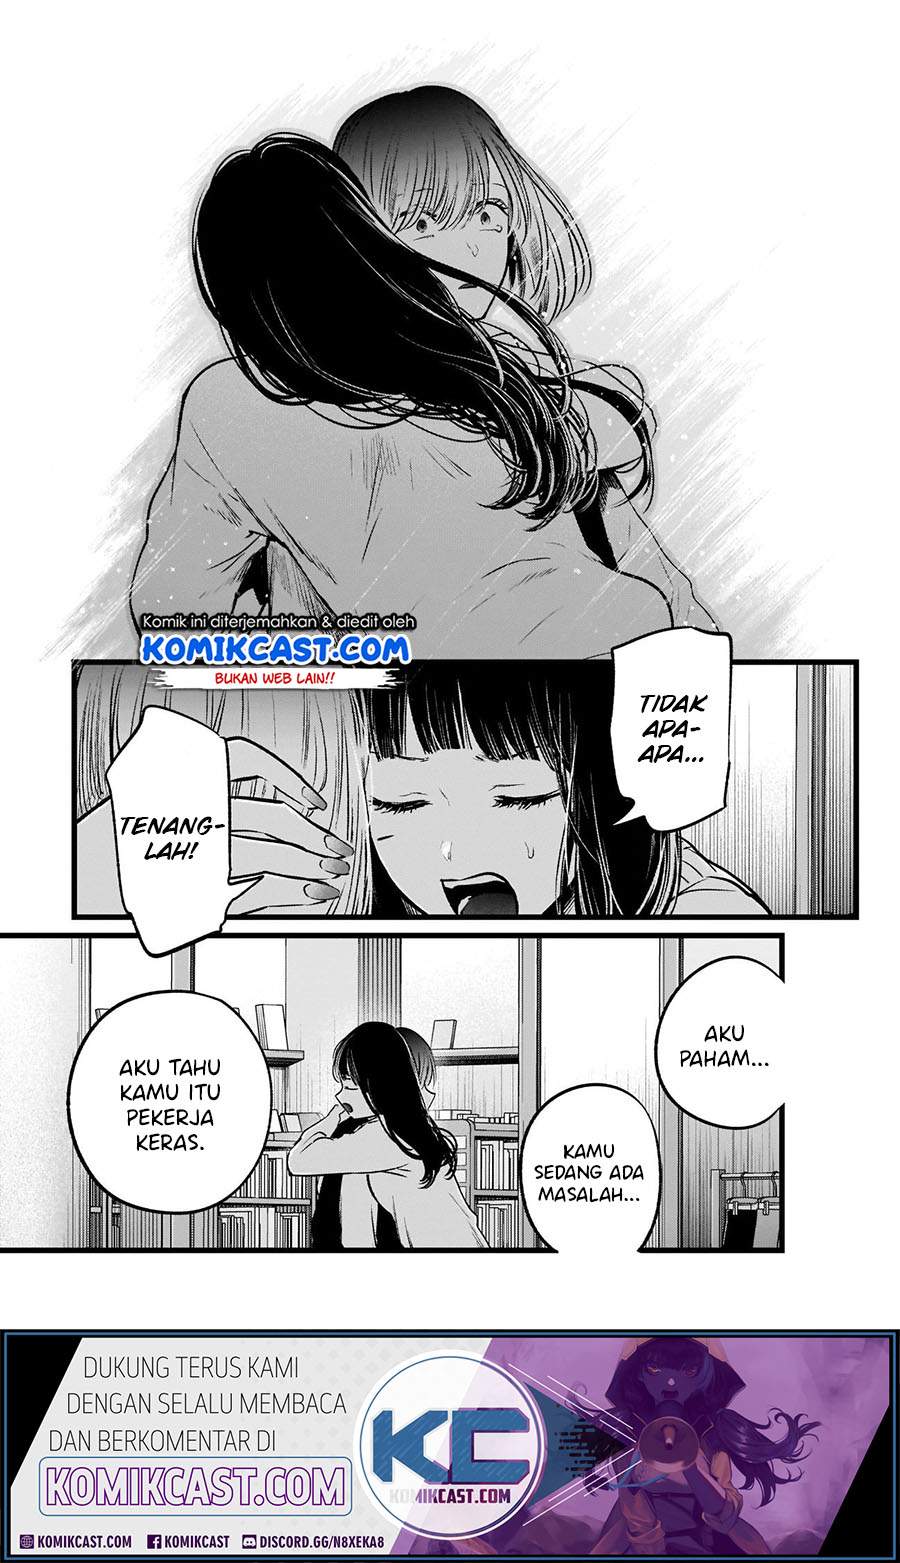 Komik ini diterjemahkan & diedit oleh
KOMIKCAST.COM
BUKAN WEB LAIN!!
TIDAK
APA-
APA...
TENANG-
LAH!
AKU
PAHAM...
KAMU
SEDANG ADA
MASALAH...
AKU TAHU
KAMU ITU
PEKERJA
KERAS.
DUKUNG TERUS KAMI
DENGAN SELALU MEMBACA
DAN BERKOMENTAR DI
KOMIKCAST.COM
KOMIKCAST.COM KOMIKCAST.COM DISCORD.GG/N8XEKA8
KC
KOMIKCAST.COM